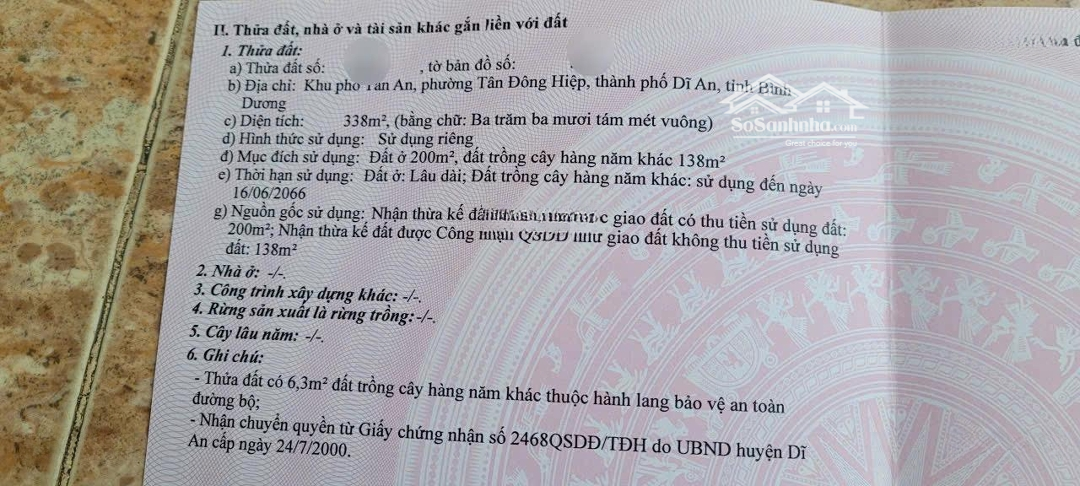 II. Thửa đất, nhà ở và tài sản khác gắn liền với đất
1. Thửa đất:
a) Thửa đất số: , tờ bản đồ số:
b) Địa chỉ: Khu phố Tân An, phường Tân Đông Hiệp, thành phố Dĩ An, tỉnh Bình
Dương
c) Diện tích: 338m², (bằng chữ: Ba trăm ba mươi tám mét vuông)
d) Hình thức sử dụng: Sử dụng riêng
đ) Mục đích sử dụng: Đất ở 200m², đất trồng cây hàng năm khác 138m²
e) Thời hạn sử dụng: Đất ở: Lâu dài; Đất trồng cây hàng năm khác: sử dụng đến ngày
16/06/2066
g) Nguồn gốc sử dụng: Nhận thừa kế giao đất có thu tiền sử dụng đất:
200m²; Nhận thừa kế đất được Công nhận QSDĐ như giao đất không thu tiền sử dụng
đất: 138m²
2. Nhà ở: -/-.
3. Công trình xây dựng khác: -/-.
4. Rừng sản xuất là rừng trồng: -/-.
5. Cây lâu năm: -/-.
6. Ghi chú:
- Thửa đất có 6,3m² đất trồng cây hàng năm khác thuộc hành lang bảo vệ an toàn
đường bộ;
- Nhận chuyển quyền từ Giấy chứng nhận số 2468QSDĐ/TĐH do UBND huyện Dĩ
An cấp ngày 24/7/2000.
SoSanhnha.com
Great choice for you